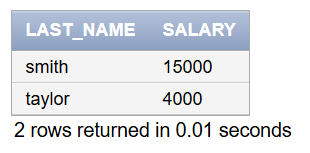 LAST_NAME SALARY
smith 15000
taylor 4000
2 rows returned in 0.01 seconds